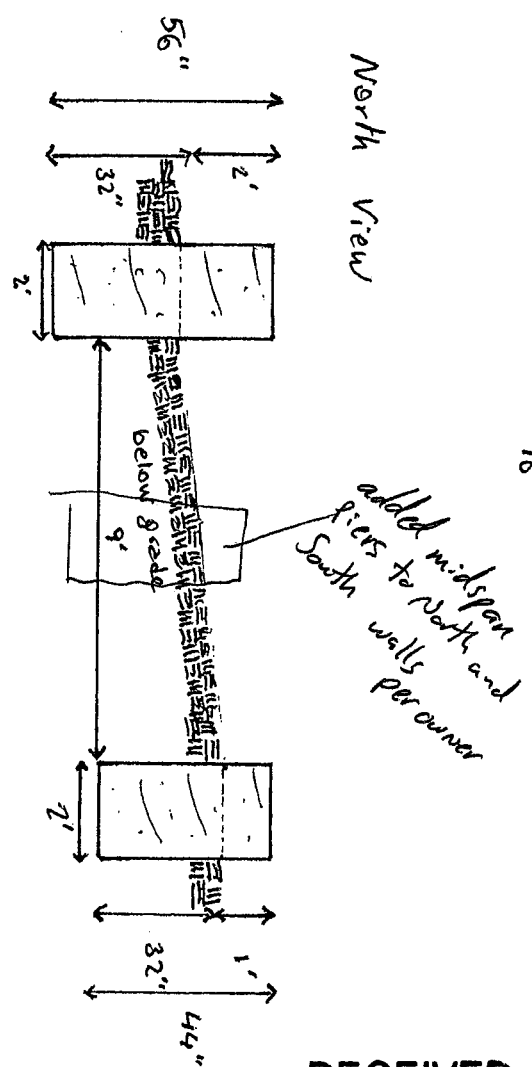 North View
56"
2'
32"
2'
below grade
9'
added midspan
piers to North and
South walls
per owner
2'
1'
32"
44"